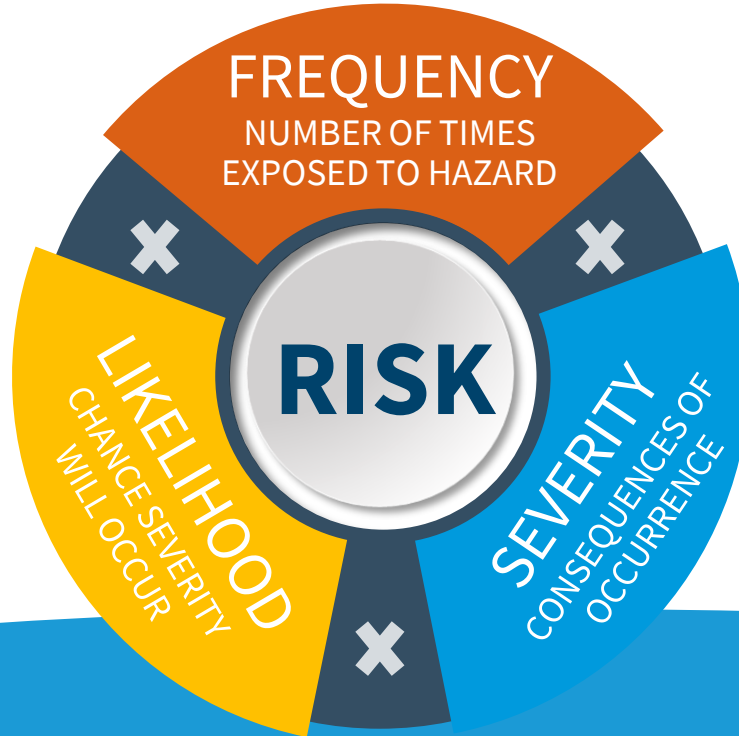 FREQUENCY
NUMBER OF TIMES
EXPOSED TO HAZARD
RISK
LIKELIHOOD
CHANCE SEVERITY
WILL OCCUR
SEVERITY
CONSEQUENCES OF
OCCURRENCE